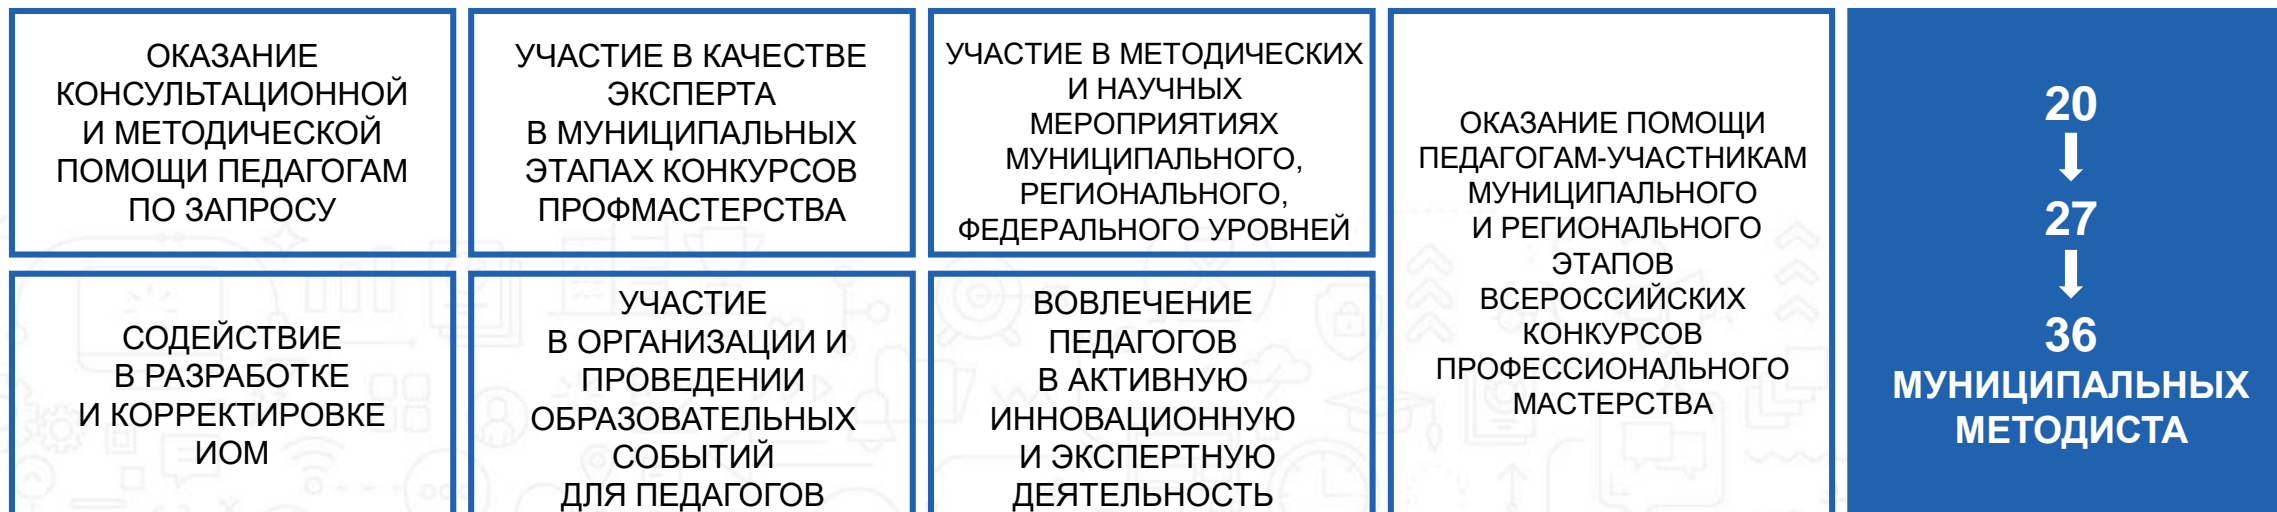 ОКАЗАНИЕ
КОНСУЛЬТАЦИОННОЙ
И МЕТОДИЧЕСКОЙ
ПОМОЩИ ПЕДАГОГАМ
ПО ЗАПРОСУ
УЧАСТИЕ В КАЧЕСТВЕ
ЭКСПЕРТА
В МУНИЦИПАЛЬНЫХ
ЭТАПАХ КОНКУРСОВ
ПРОФМАСТЕРСТВА
УЧАСТИЕ В МЕТОДИЧЕСКИХ
И НАУЧНЫХ
МЕРОПРИЯТИЯХ
МУНИЦИПАЛЬНОГО,
РЕГИОНАЛЬНОГО,
ФЕДЕРАЛЬНОГО УРОВНЕЙ
ОКАЗАНИЕ ПОМОЩИ
ПЕДАГОГАМ-УЧАСТНИКАМ
МУНИЦИПАЛЬНОГО
И РЕГИОНАЛЬНОГО
ЭТАПОВ
ВСЕРОССИЙСКИХ
КОНКУРСОВ
ПРОФЕССИОНАЛЬНОГО
МАСТЕРСТВА
20
27
36
МУНИЦИПАЛЬНЫХ
МЕТОДИСТА
СОДЕЙСТВИЕ
В РАЗРАБОТКЕ
И КОРРЕКТИРОВКЕ
ИОМ
УЧАСТИЕ
В ОРГАНИЗАЦИИ И
ПРОВЕДЕНИИ
ОБРАЗОВАТЕЛЬНЫХ
СОБЫТИЙ
ДЛЯ ПЕДАГОГОВ
ВОВЛЕЧЕНИЕ
ПЕДАГОГОВ
В АКТИВНУЮ
ИННОВАЦИОННУЮ
И ЭКСПЕРТНУЮ
ДЕЯТЕЛЬНОСТЬ